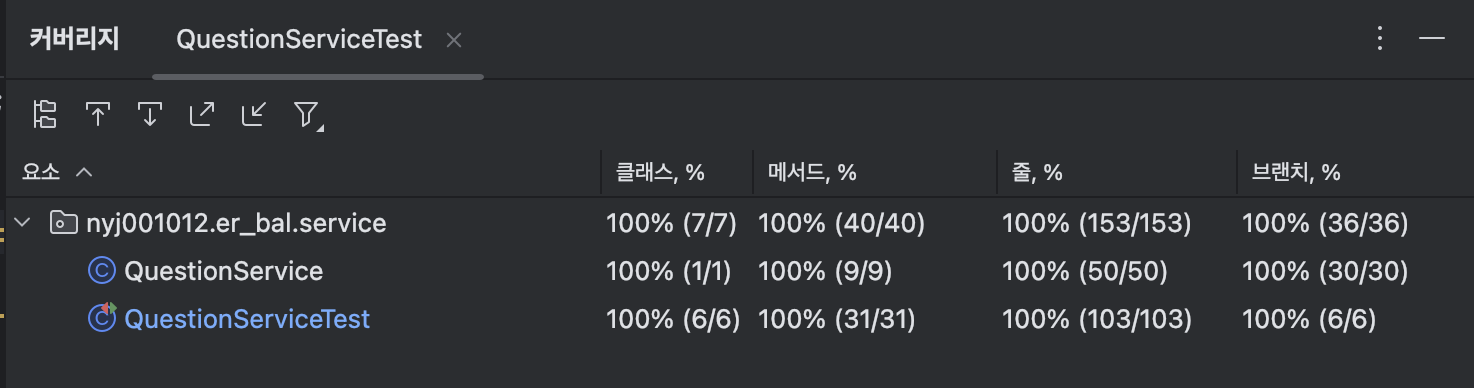 커버리지 QuestionServiceTest
요소 클래스, % 메서드, % 줄, % 브랜치, %
nyj001012.er_bal.service 100% (7/7) 100% (40/40) 100% (153/153) 100% (36/36)
QuestionService 100% (1/1) 100% (9/9) 100% (50/50) 100% (30/30)
QuestionServiceTest 100% (6/6) 100% (31/31) 100% (103/103) 100% (6/6)